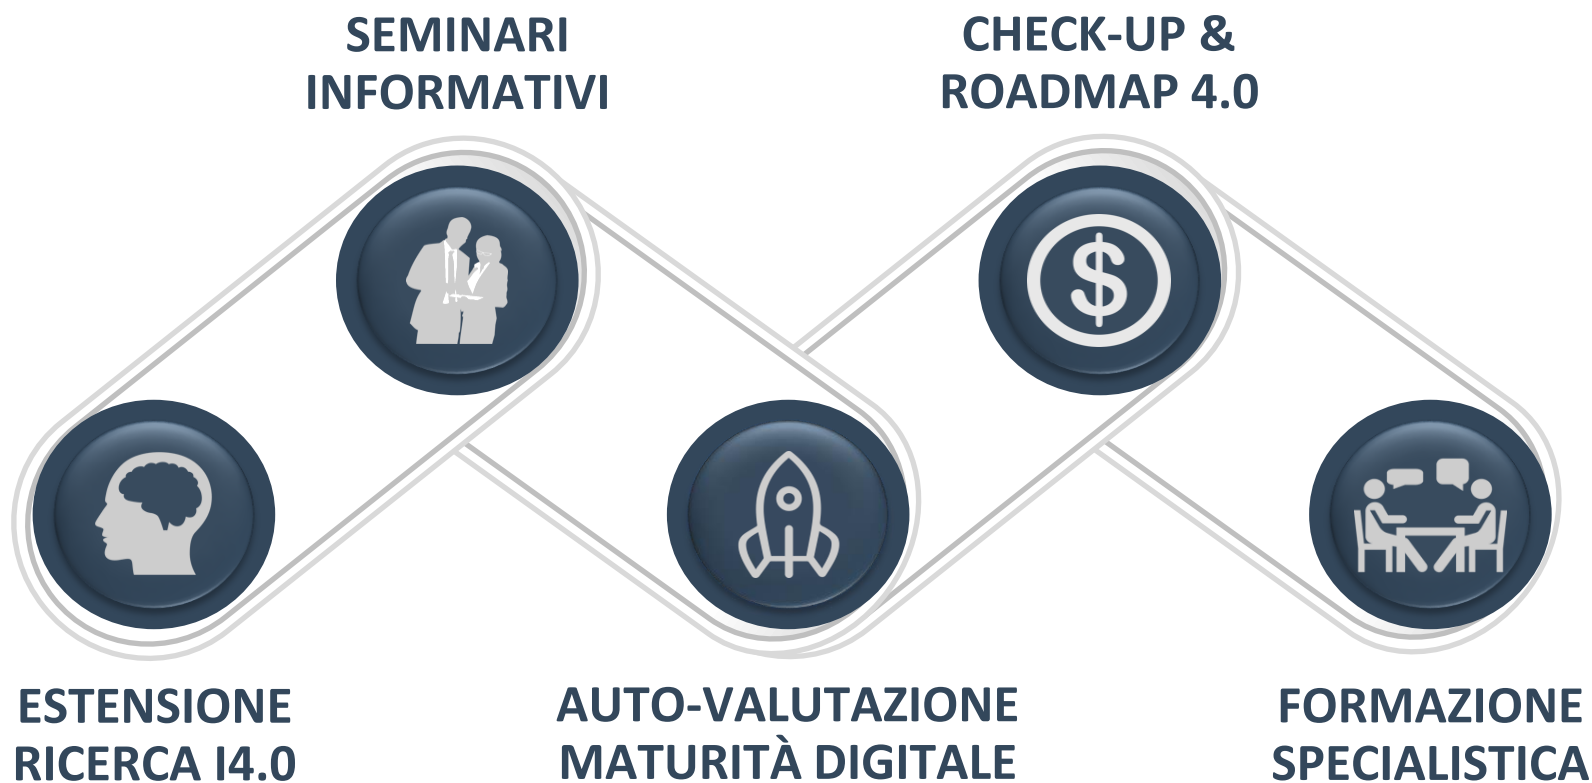 SEMINARI
INFORMATIVI
CHECK-UP &
ROADMAP 4.0
ESTENSIONE
RICERCA I4.0
AUTO-VALUTAZIONE
MATURITÀ DIGITALE
FORMAZIONE
SPECIALISTICA